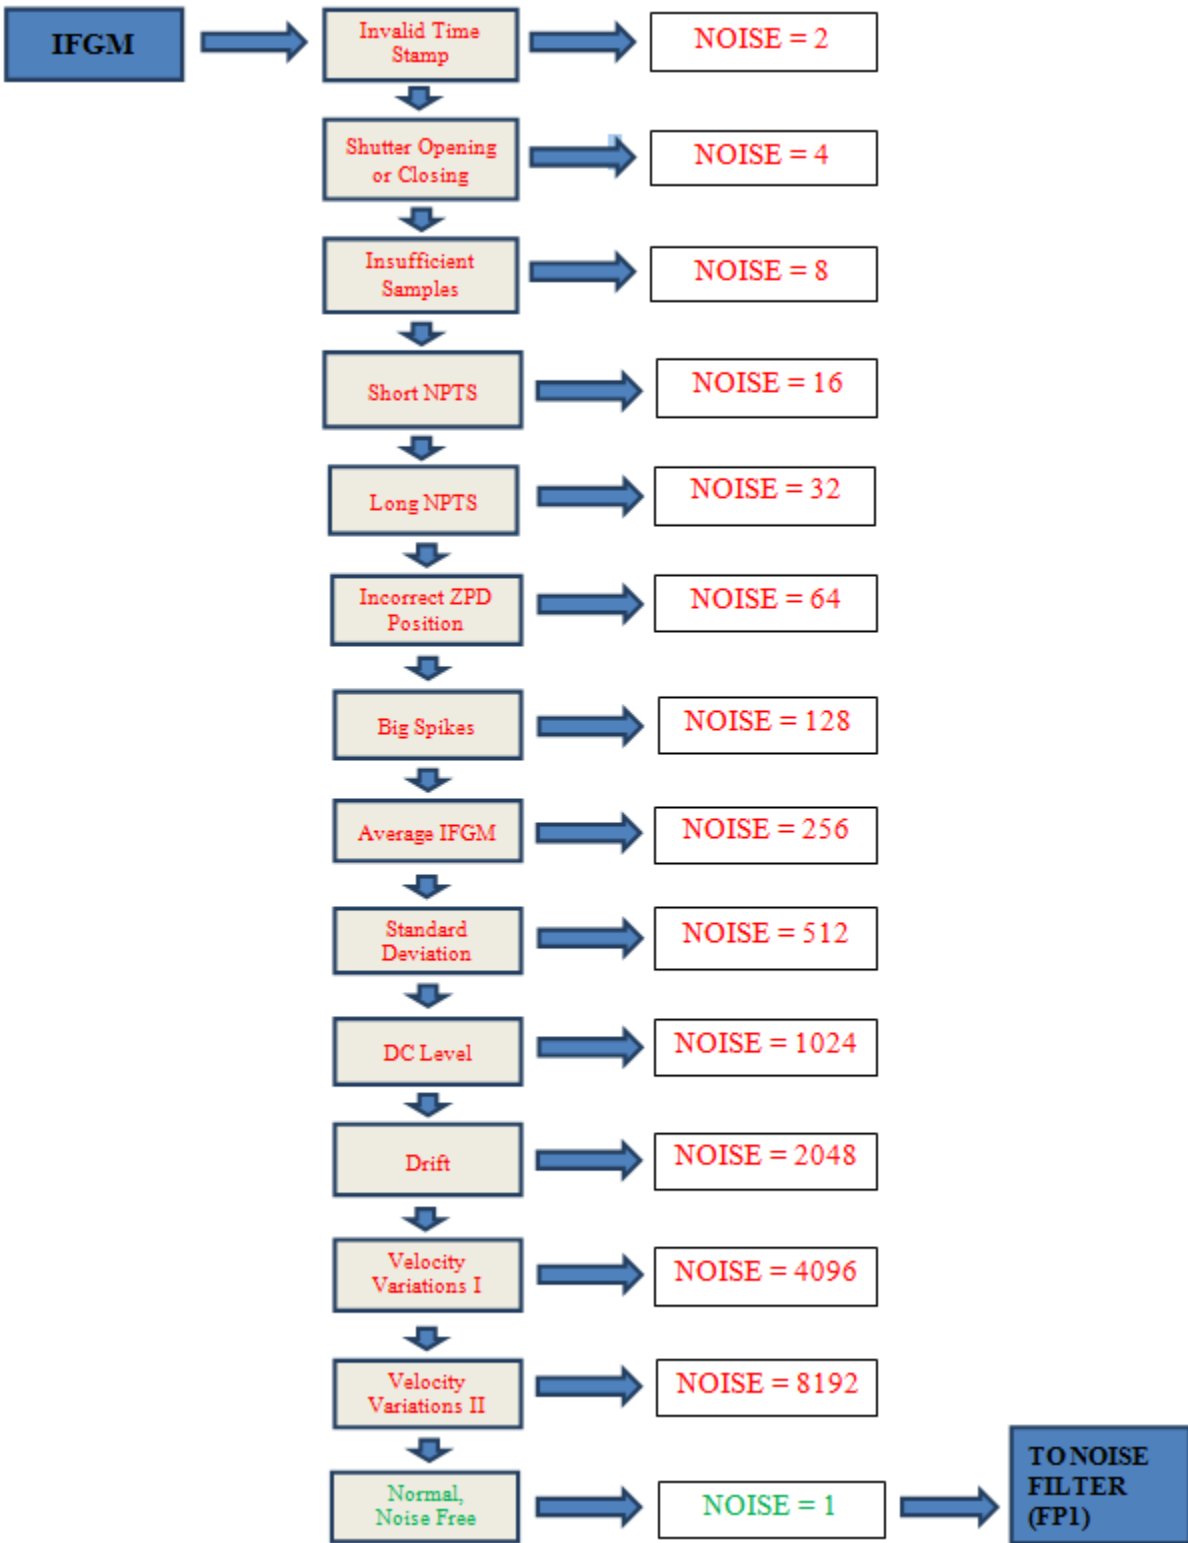 IFGM
Invalid Time
Stamp
NOISE = 2
Shutter Opening
or Closing
NOISE = 4
Insufficient
Samples
NOISE = 8
Short NPTS
NOISE = 16
Long NPTS
NOISE = 32
Incorrect ZPD
Position
NOISE = 64
Big Spikes
NOISE = 128
Average IFGM
NOISE = 256
Standard
Deviation
NOISE = 512
DC Level
NOISE = 1024
Drift
NOISE = 2048
Velocity
Variations I
NOISE = 4096
Velocity
Variations II
NOISE = 8192
Normal,
Noise Free
NOISE = 1
TO NOISE
FILTER
(FP1)